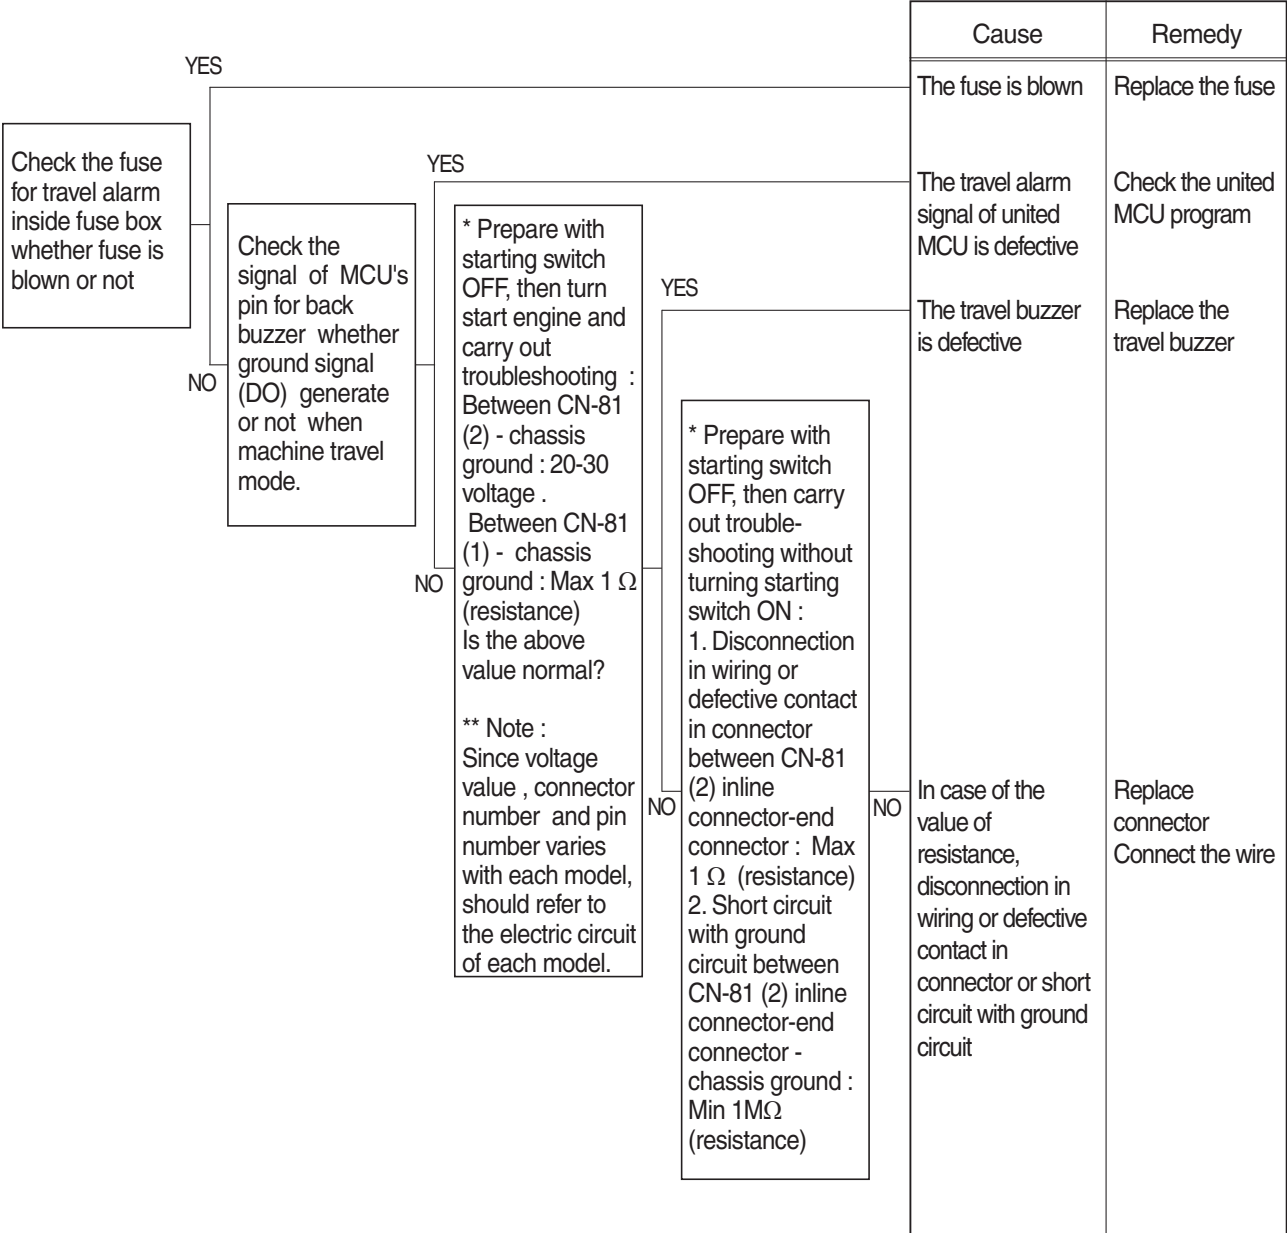 Cause
Remedy
YES
The fuse is blown
Replace the fuse
Check the fuse
for travel alarm
inside fuse box
whether fuse is
blown or not
YES
The travel alarm
signal of united
MCU is defective
Check the united
MCU program
NO
Check the
signal of MCU's
pin for back
buzzer whether
ground signal
(DO) generate
or not when
machine travel
mode.
* Prepare with
starting switch
OFF, then turn
start engine and
carry out
troubleshooting :
Between CN-81
(2) - chassis
ground : 20-30
voltage .
Between CN-81
(1) - chassis
ground : Max 1 Ω
(resistance)
Is the above
value normal?
** Note :
Since voltage
value , connector
number and pin
number varies
with each model,
should refer to
the electric circuit
of each model.
NO
YES
The travel buzzer
is defective
Replace the
travel buzzer
* Prepare with
starting switch
OFF, then carry
out trouble-
shooting without
turning starting
switch ON :
1. Disconnection
in wiring or
defective contact
in connector
between CN-81
(2) inline
connector-end
connector : Max
1 Ω (resistance)
2. Short circuit
with ground
circuit between
CN-81 (2) inline
connector-end
connector -
chassis ground :
Min 1MΩ
(resistance)
NO
NO
In case of the
value of
resistance,
disconnection in
wiring or defective
contact in
connector or short
circuit with ground
circuit
Replace
connector
Connect the wire